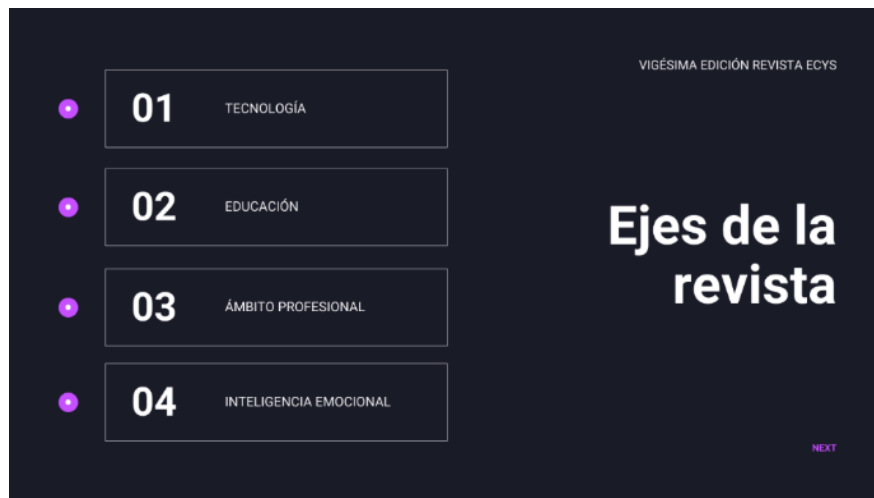 VIGÉSIMA EDICIÓN REVISTA ECYS
Ejes de la
revista
01 TECNOLOGÍA
02 EDUCACIÓN
03 ÁMBITO PROFESIONAL
04 INTELIGENCIA EMOCIONAL
NEXT